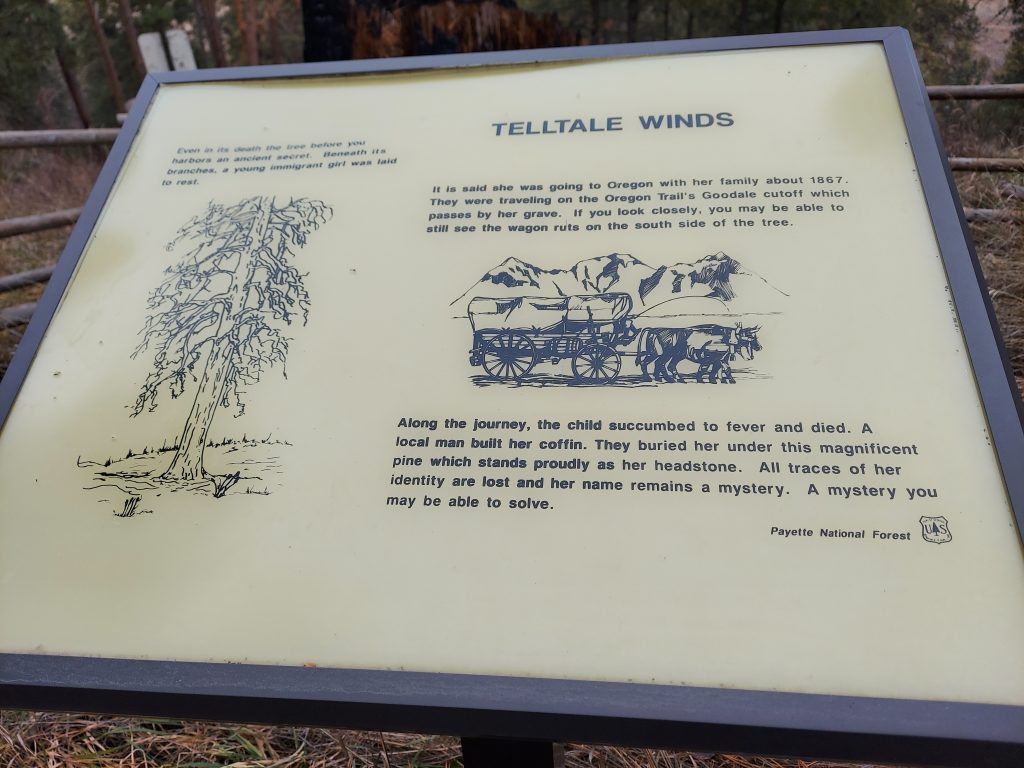 TELLTALE WINDS
Even in its death the tree before you
harbors an ancient secret. Beneath its
branches, a young immigrant girl was laid
to rest.
It is said she was going to Oregon with her family about 1867.
They were traveling on the Oregon Trail's Goodale cutoff which
passes by her grave. If you look closely, you may be able to
still see the wagon ruts on the south side of the tree.
Along the journey, the child succumbed to fever and died. A
local man built her coffin. They buried her under this magnificent
pine which stands proudly as her headstone. All traces of her
identity are lost and her name remains a mystery. A mystery you
may be able to solve.
Payette National Forest
US